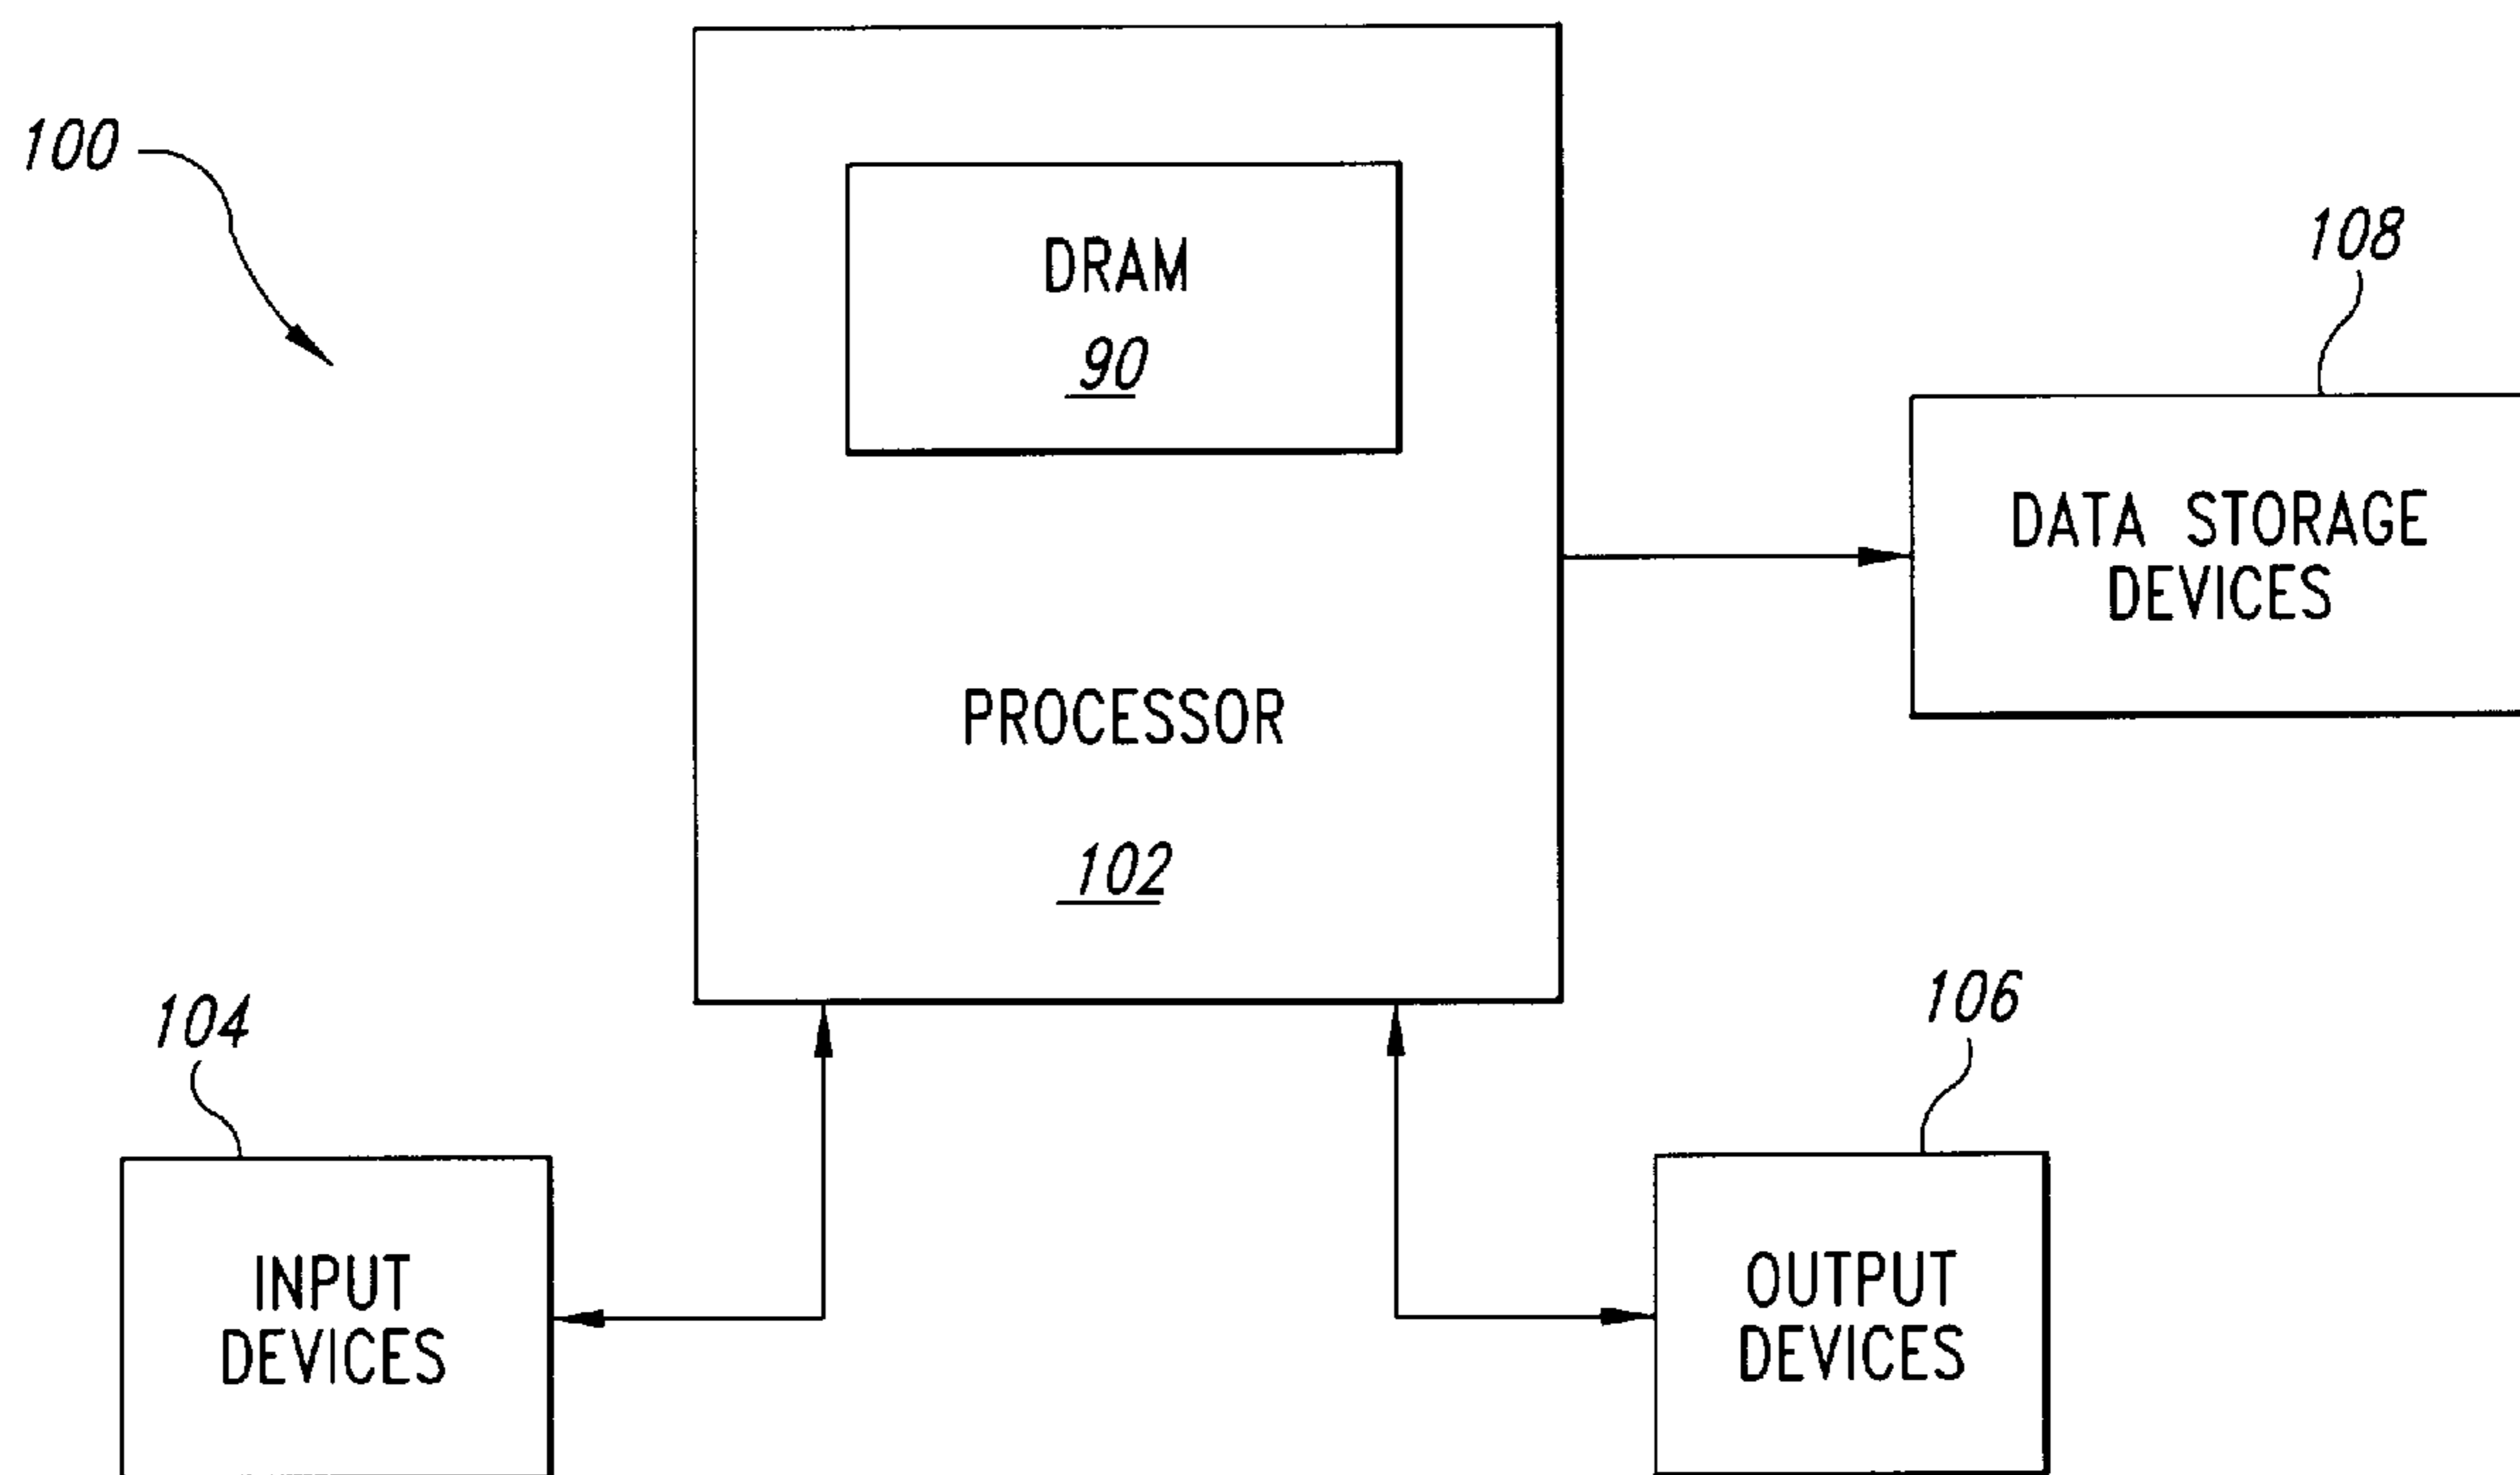 100
DRAM
90
108
DATA STORAGE
DEVICES
PROCESSOR
102
104
106
INPUT
DEVICES
OUTPUT
DEVICES